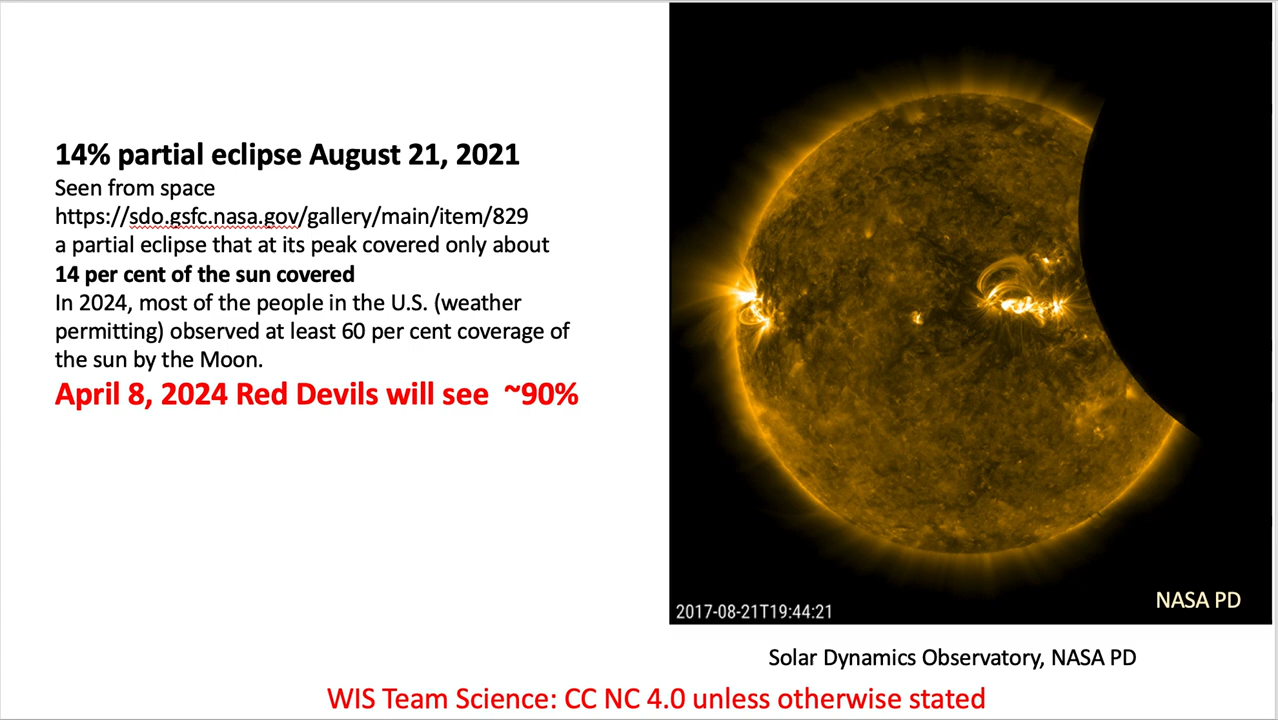 14% partial eclipse August 21, 2021
Seen from space
https://sdo.gsfc.nasa.gov/gallery/main/item/829
a partial eclipse that at its peak covered only about
14 per cent of the sun covered
In 2024, most of the people in the U.S. (weather
permitting) observed at least 60 per cent coverage of
the sun by the Moon.
April 8, 2024 Red Devils will see ~90%
2017-08-21T19:44:21
NASA PD
Solar Dynamics Observatory, NASA PD
WIS Team Science: CC NC 4.0 unless otherwise stated